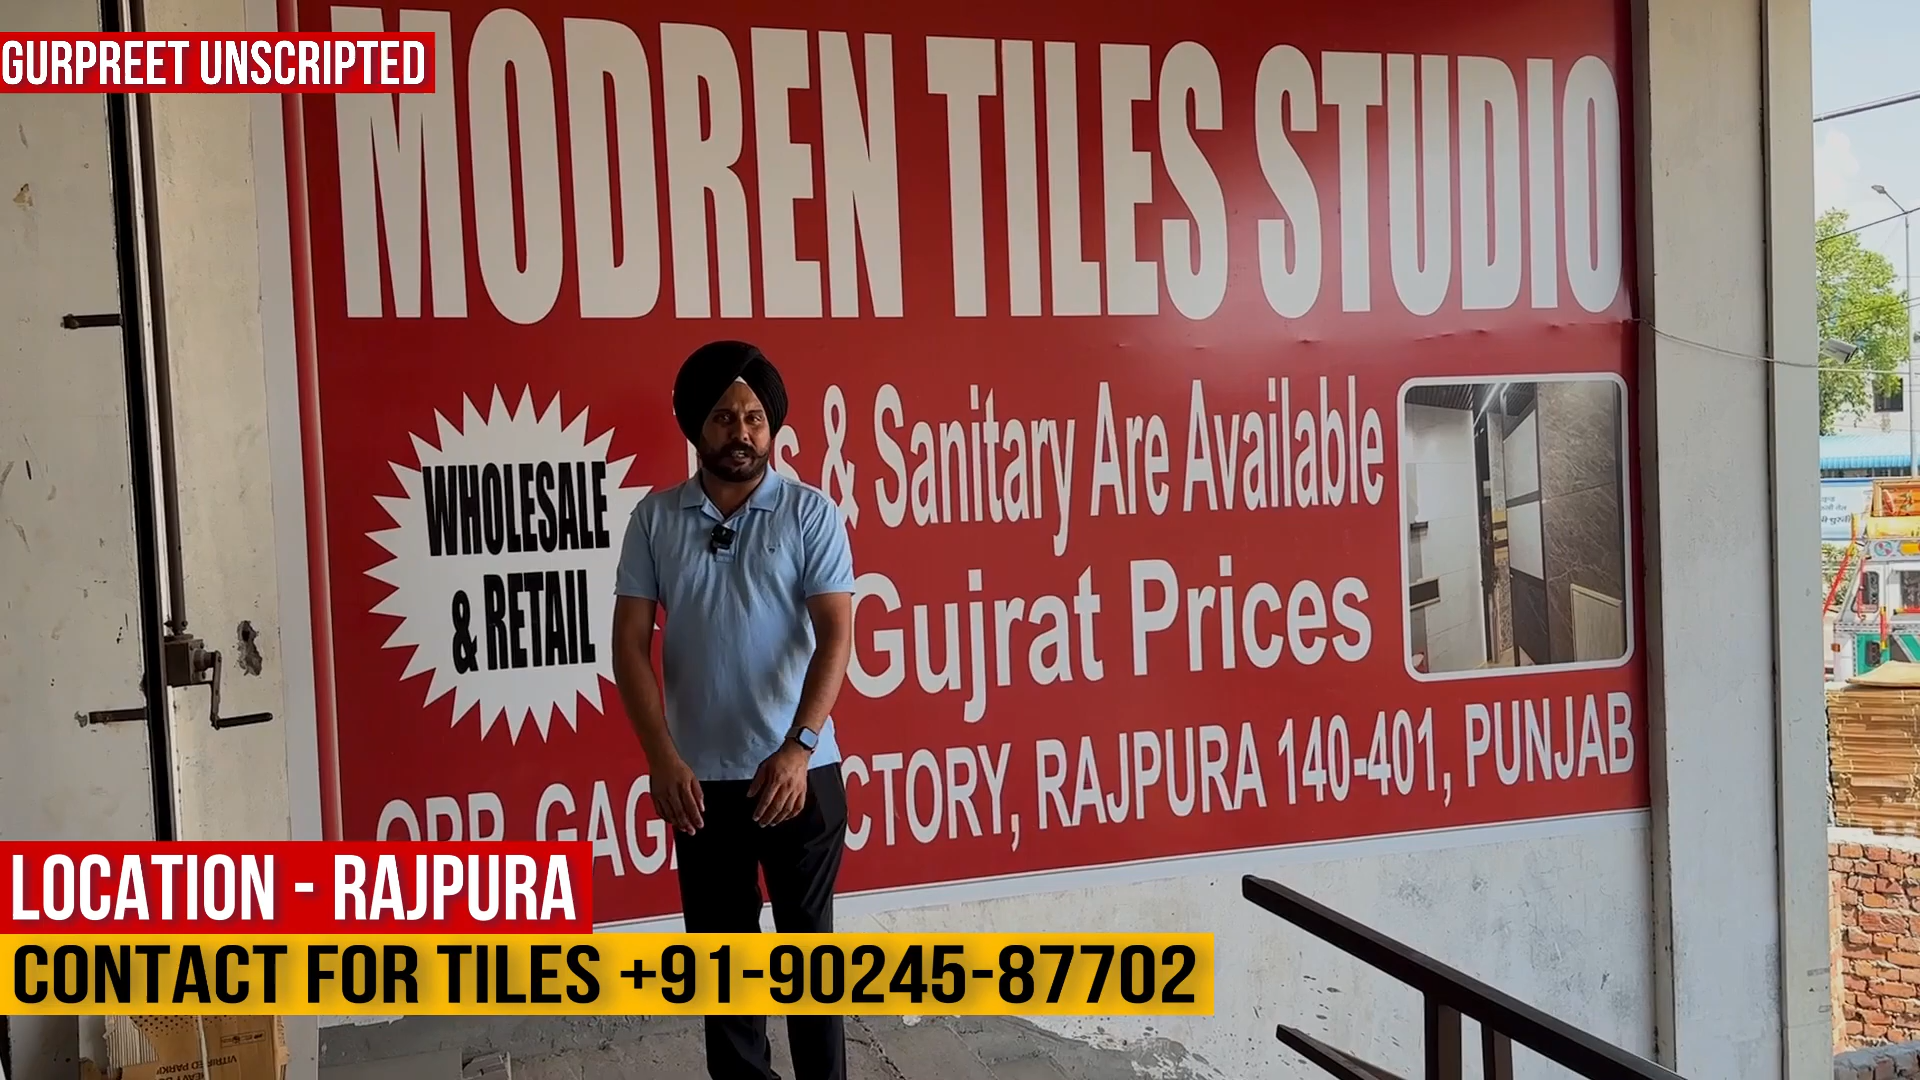 GURPREET UNSCRIPTED
MODREN TILES STUDIO
WHOLESALE
& RETAIL
& Sanitary Are Available
Gujrat Prices
OPP. RAJPURA 140-401, PUNJAB
LOCATION - RAJPURA
CONTACT FOR TILES +91-90245-87702